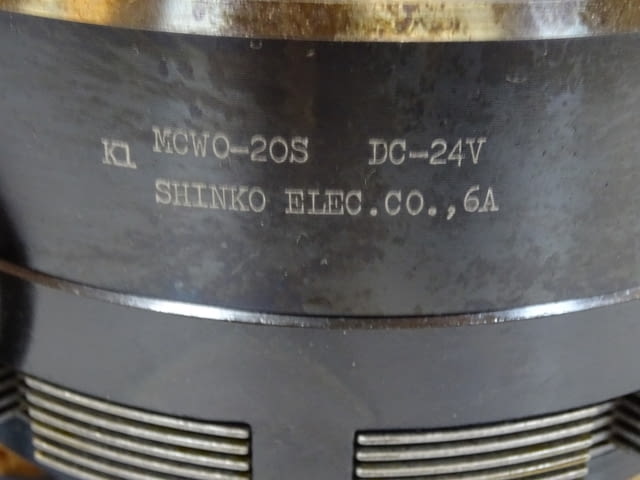 K1 MCWO-20S DC-24V
SHINKO ELEC.CO.,6A